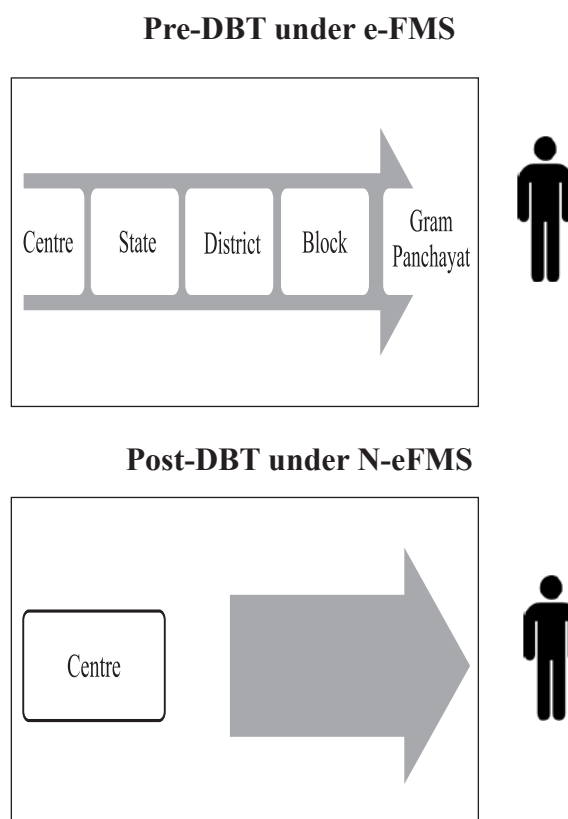 Pre-DBT under e-FMS
Centre
State
District
Block
Gram
Panchayat
Post-DBT under N-eFMS
Centre